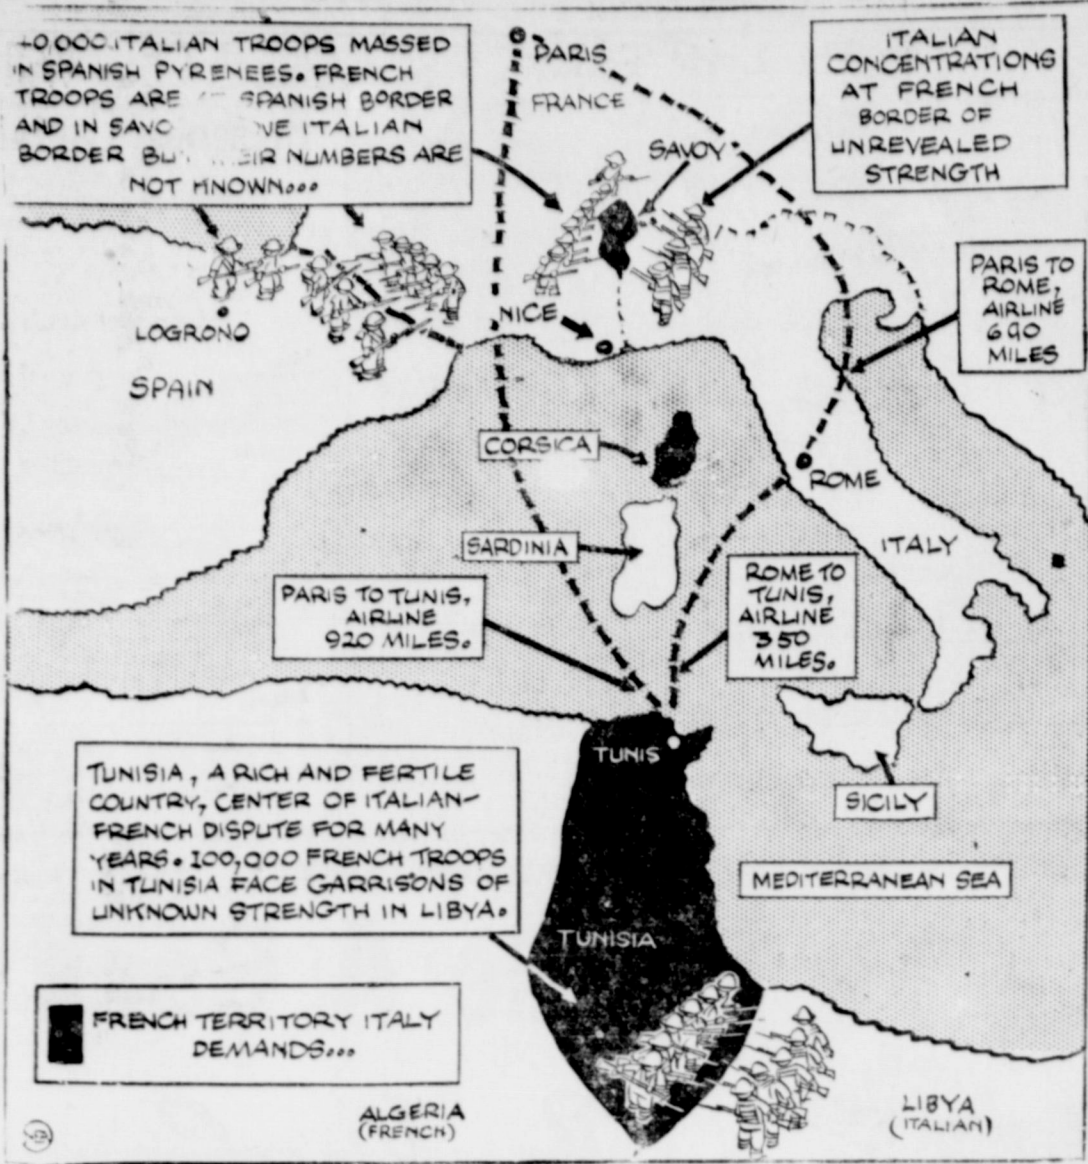 0,000 ITALIAN TROOPS MASSED
IN SPANISH PYRENEES. FRENCH
TROOPS ARE SPANISH BORDER
AND IN SAVO ITALIAN
BORDER BU NUMBERS ARE
NOT KNOWN...
PARIS
FRANCE
SAVOY
ITALIAN
CONCENTRATIONS
AT FRENCH
BORDER OF
UNREVEALED
STRENGTH
PARIS TO
ROME,
AIRLINE
690
MILES
NICE
LOGRONO
SPAIN
CORSICA
ROME
SARDINIA
ITALY
PARIS TO TUNIS,
AIRLINE
920 MILES.
ROME TO
TUNIS,
AIRLINE
350
MILES.
TUNIS
SICILY
TUNISIA, A RICH AND FERTILE
COUNTRY, CENTER OF ITALIAN-
FRENCH DISPUTE FOR MANY
YEARS. 100,000 FRENCH TROOPS
IN TUNISIA FACE GARRISONS OF
UNKNOWN STRENGTH IN LIBYA.
MEDITERRANEAN SEA
TUNISIA
FRENCH TERRITORY ITALY
DEMANDS...
ALGERIA
(FRENCH)
LIBYA
(ITALIAN)